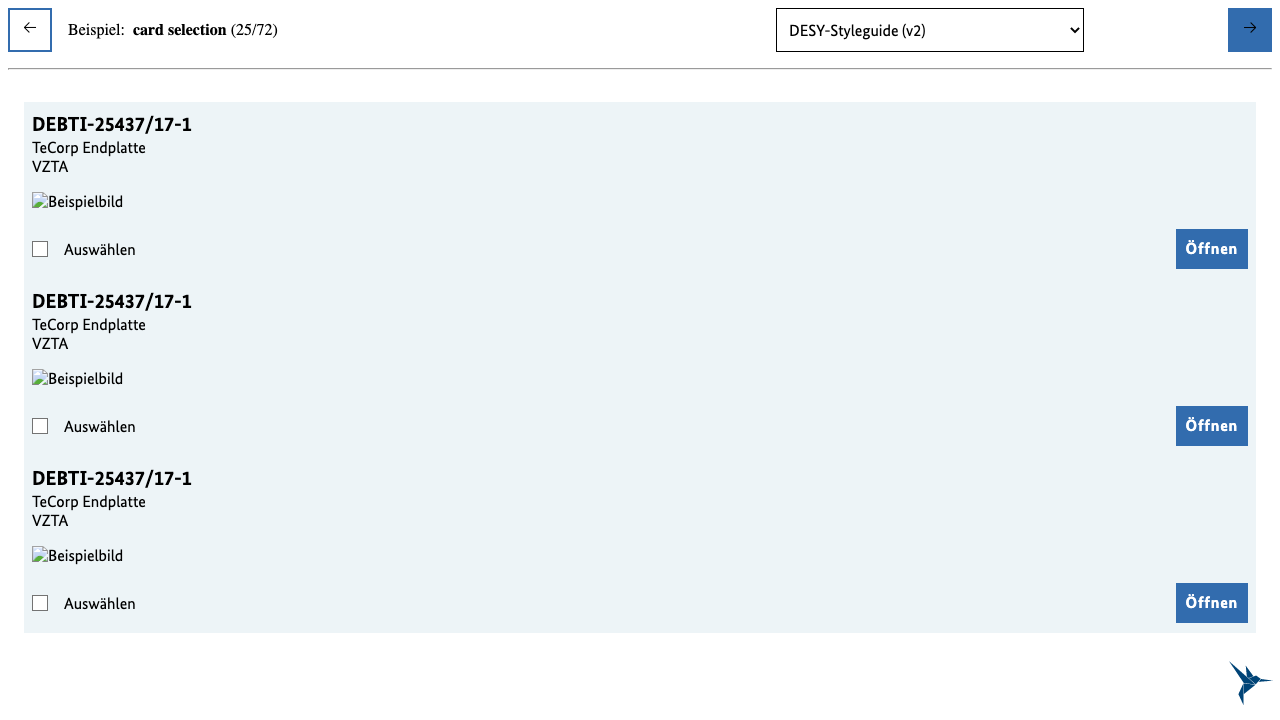 Beispiel: card selection (25/72)
DESY-Styleguide (v2)
DEBTI-25437/17-1
TeCorp Endplatte
VZTA
Beispielbild
Auswählen
Öffnen
DEBTI-25437/17-1
TeCorp Endplatte
VZTA
Beispielbild
Auswählen
Öffnen
DEBTI-25437/17-1
TeCorp Endplatte
VZTA
Beispielbild
Auswählen
Öffnen